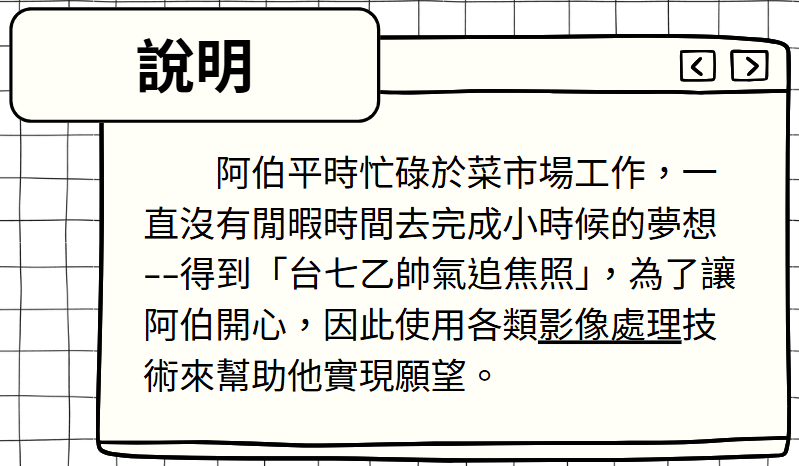 說明
阿伯平時忙碌於菜市場工作，一
直沒有閒暇時間去完成小時候的夢想
--得到「台七乙帥氣追焦照」，為了讓
阿伯開心，因此使用各類影像處理技
術來幫助他實現願望。